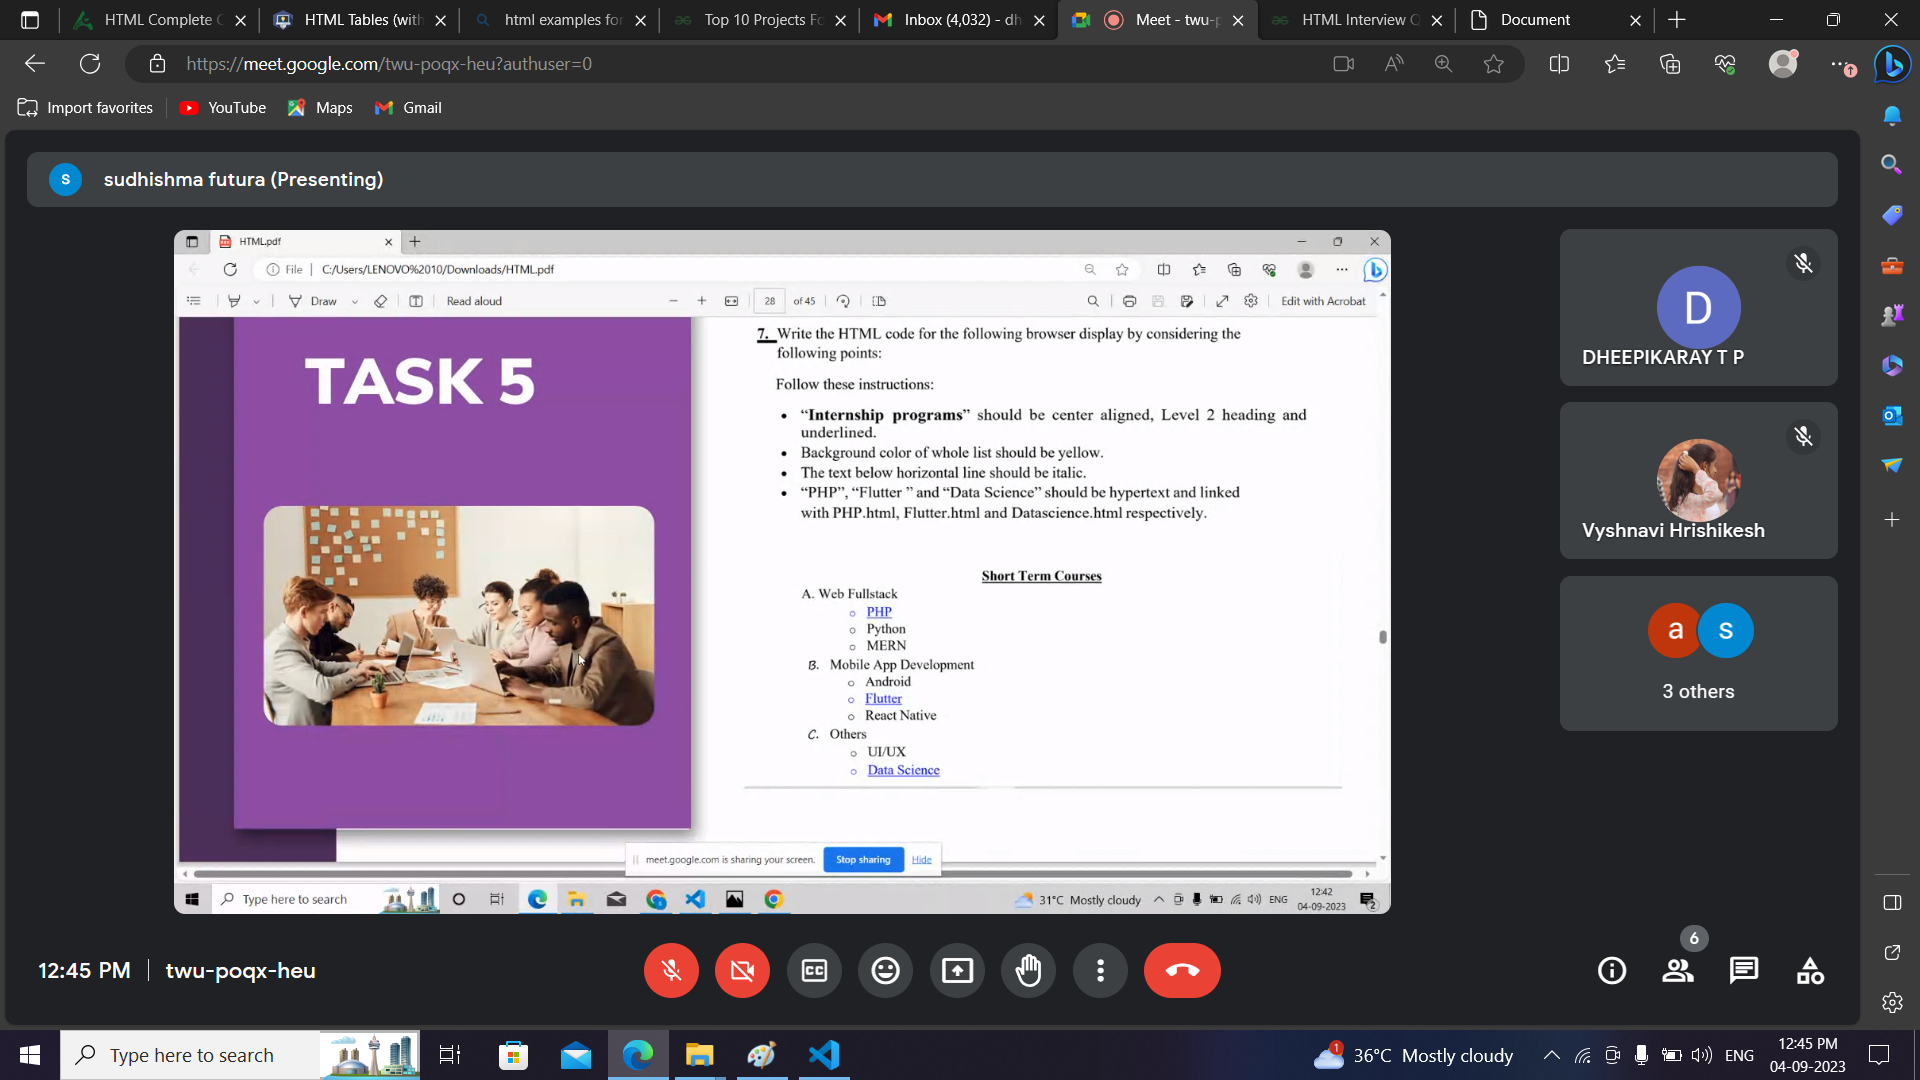 HTML Complete
HTML Tables (with
html examples for
Top 10 Projects Fo
Inbox (4,032) - dh
Meet - twu-p
HTML Interview Q
Document
https://meet.google.com/twu-poqx-heu?authuser=0
Import favorites
YouTube
Maps
Gmail
s
sudhishma futura (Presenting)
HTML.pdf
File
C:/Users/LENOVO%2010/Downloads/HTML.pdf
Draw
Read aloud
28
of 45
Edit with Acrobat
TASK 5
7. Write the HTML code for the following browser display by considering the
following points:
Follow these instructions:
• “Internship programs” should be center aligned, Level 2 heading and
underlined.
• Background color of whole list should be yellow.
• The text below horizontal line should be italic.
• “PHP”, “Flutter ” and “Data Science” should be hypertext and linked
with PHP.html, Flutter.html and Datascience.html respectively.
Short Term Courses
A. Web Fullstack
○ PHP
○ Python
○ MERN
B. Mobile App Development
○ Android
○ Flutter
○ React Native
C. Others
○ UI/UX
○ Data Science
meet.google.com is sharing your screen.
Stop sharing
Hide
Type here to search
31°C Mostly cloudy
ENG
12:42
04-09-2023
2
D
DHEEPIKARAY T P
Vyshnavi Hrishikesh
a
s
3 others
12:45 PM
twu-poqx-heu
6
Type here to search
1
36°C Mostly cloudy
ENG
12:45 PM
04-09-2023